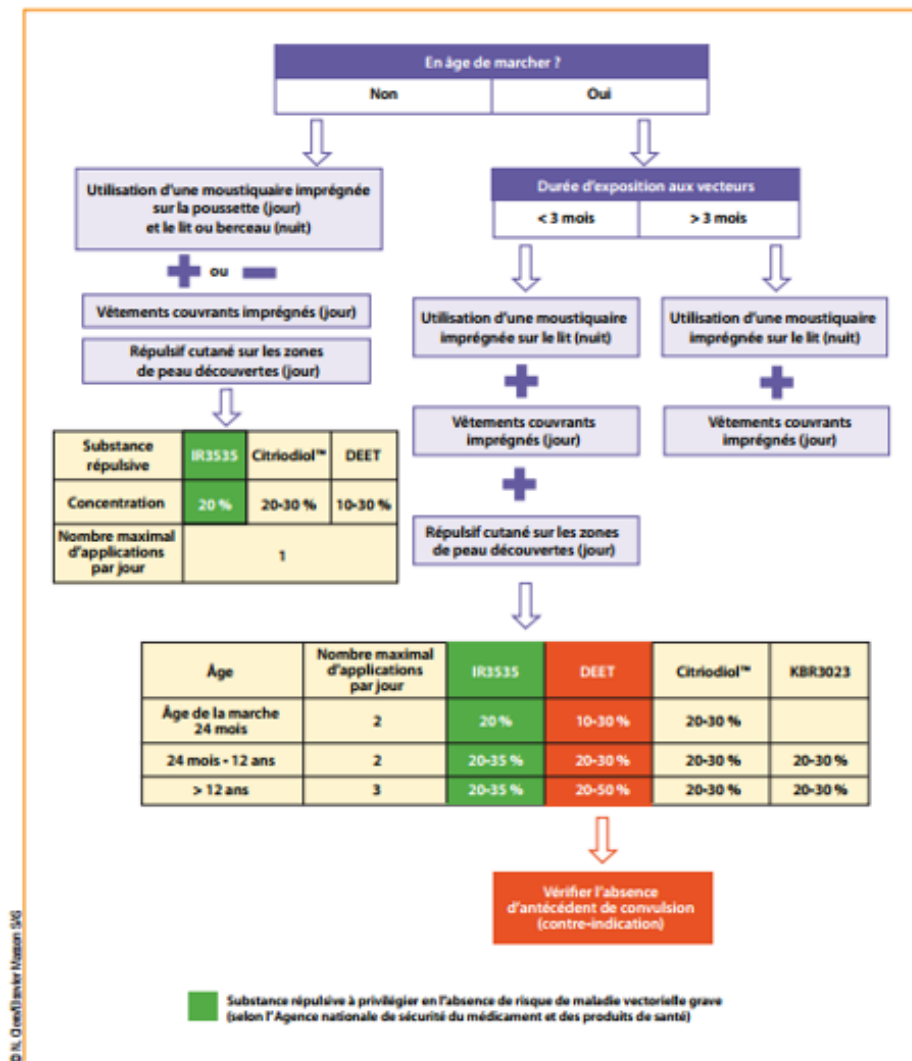 En âge de marcher ?
Non Oui
Utilisation d'une moustiquaire imprégnée
sur la poussette (jour)
et le lit ou berceau (nuit)
ou
Vêtements couvrants imprégnés (jour)
Répulsif cutané sur les zones
de peau découvertes (jour)
Substance
répulsive
IR3535 Citriodiol™ DEET
Concentration 20 % 20-30 % 10-30 %
Nombre maximal
d'applications
par jour
1
Durée d'exposition aux vecteurs
< 3 mois > 3 mois
Utilisation d'une moustiquaire
imprégnée sur le lit (nuit)
Vêtements couvrants
imprégnés (jour)
Répulsif cutané sur les zones
de peau découvertes (jour)
Utilisation d'une moustiquaire
imprégnée sur le lit (nuit)
Vêtements couvrants
imprégnés (jour)
Âge
Nombre maximal
d'applications
par jour
IR3535 DEET Citriodiol™ KBR3023
Âge de la marche
24 mois
2 20 % 10-30 % 20-30 %
24 mois - 12 ans 2 20-35 % 20-30 % 20-30 % 20-30 %
> 12 ans 3 20-35 % 20-50 % 20-30 % 20-30 %
Vérifier l'absence
d'antécédent de convulsion
(contre-indication)
Substance répulsive à privilégier en l'absence de risque de maladie vectorielle grave
(selon l'Agence nationale de sécurité du médicament et des produits de santé)
Elsevier Masson SAS